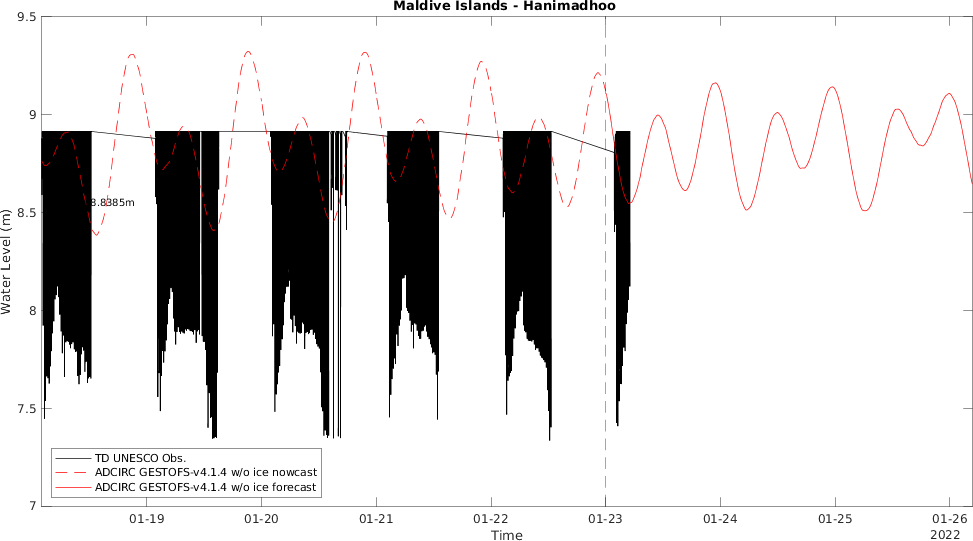 Maldive Islands - Hanimadhoo
9.5
9
8.5
8
7.5
7
Water Level (m)
8.8385m
TD UNESCO Obs.
ADCIRC GESTOFS-v4.1.4 w/o ice nowcast
ADCIRC GESTOFS-v4.1.4 w/o ice forecast
01-19 01-20 01-21 01-22 01-23 01-24 01-25 01-26
2022
Time